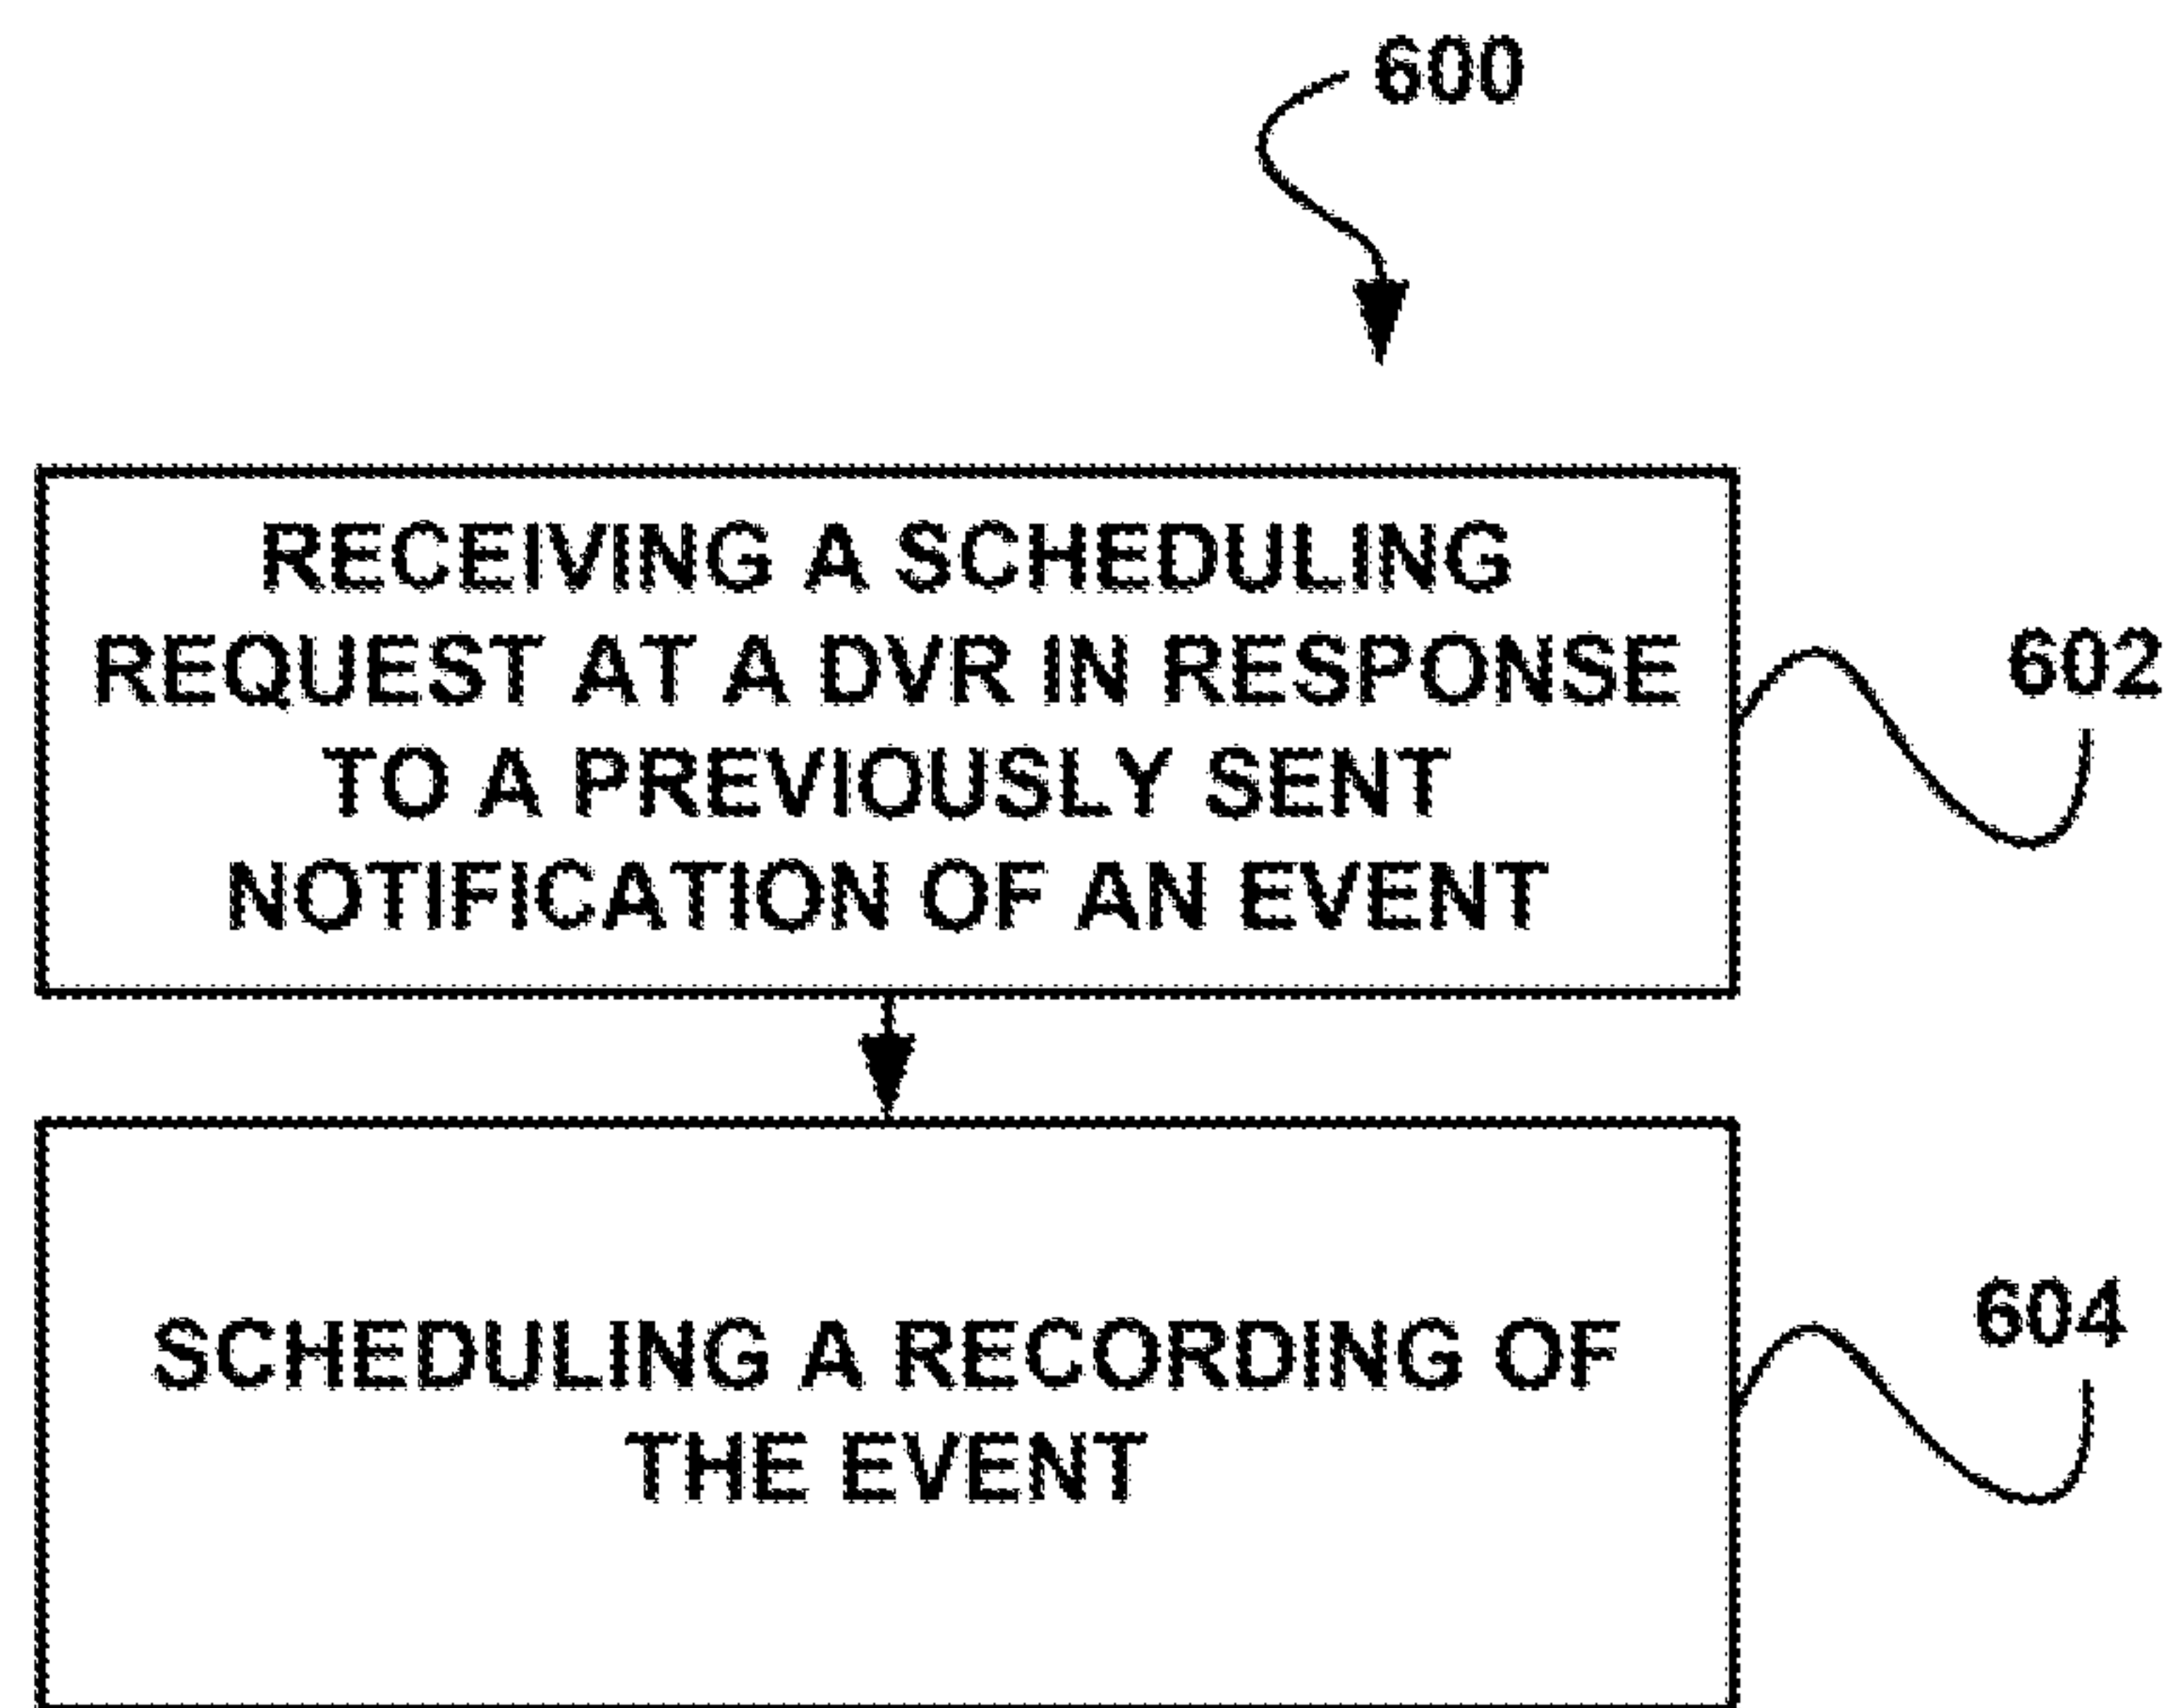 600
RECEIVING A SCHEDULING
REQUEST AT A DVR IN RESPONSE
TO A PREVIOUSLY SENT
NOTIFICATION OF AN EVENT
602
SCHEDULING A RECORDING OF
THE EVENT
604